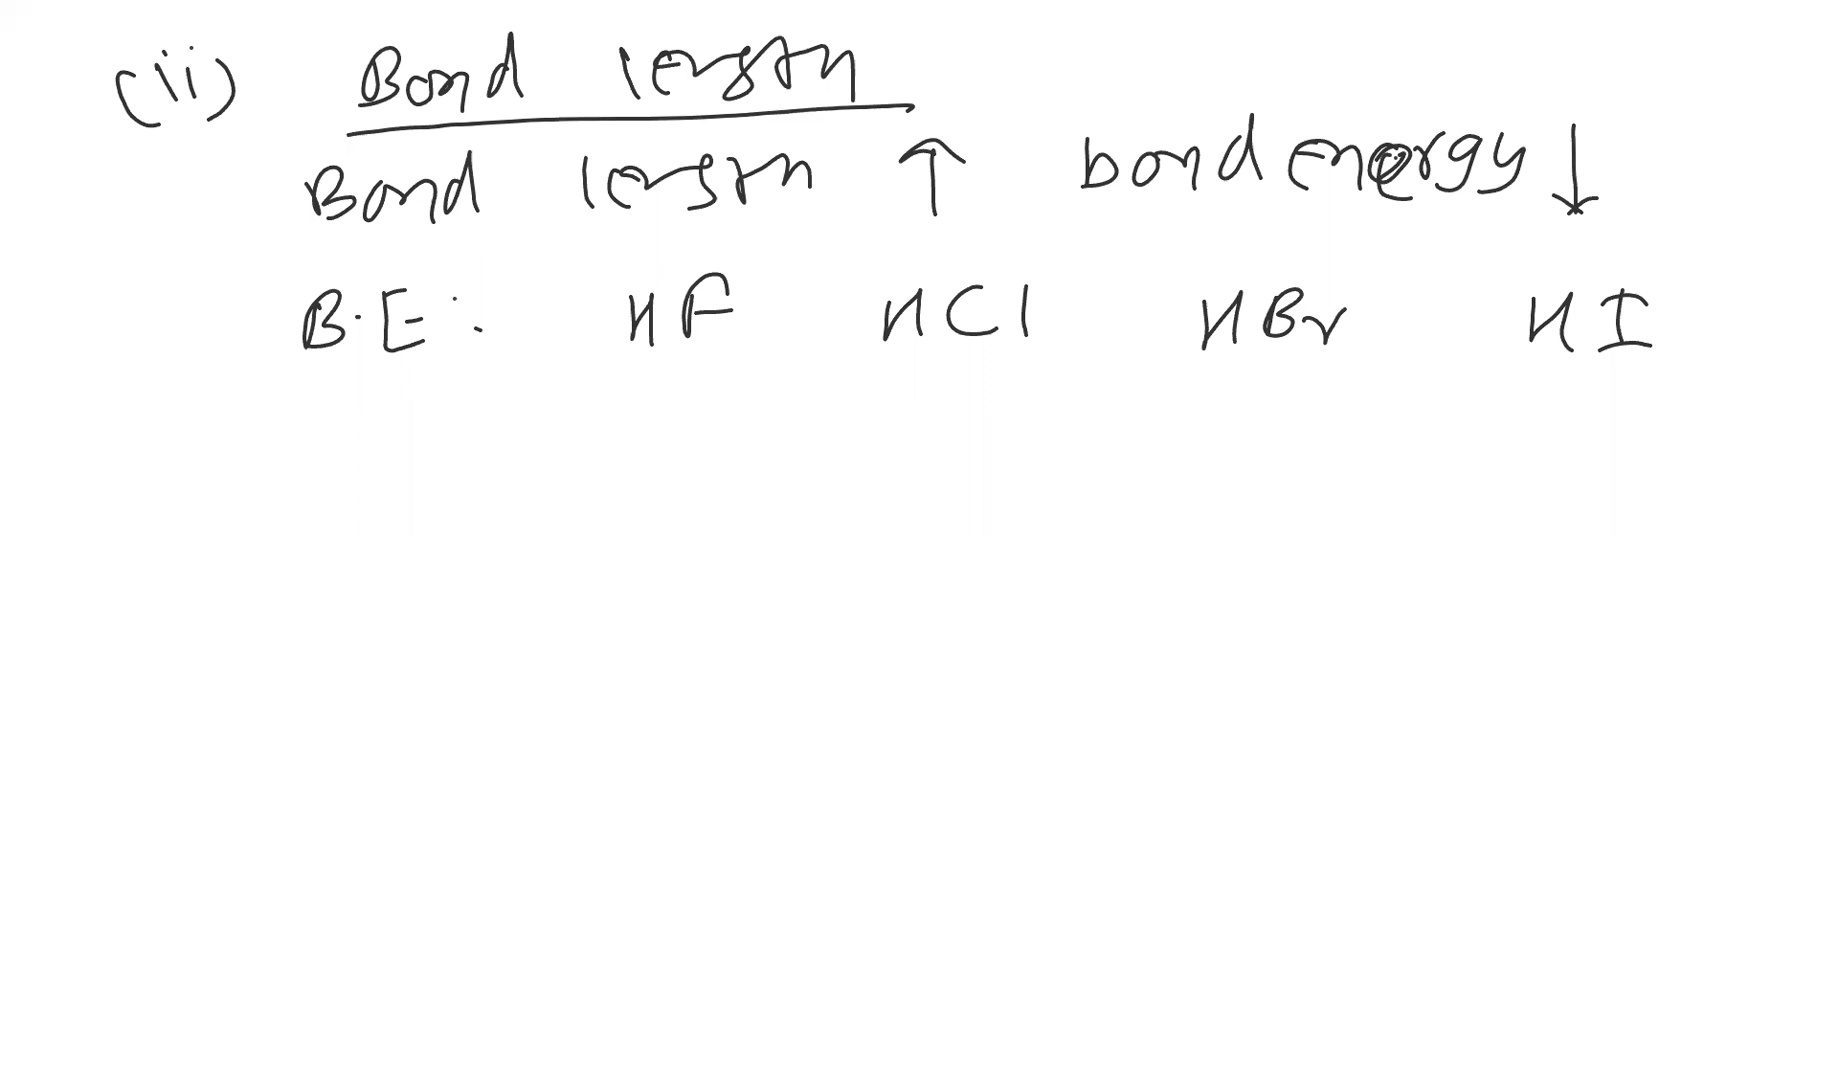 (ii) Bond length
Bond length ↑ bond energy ↓
B.E: HF HCl HBr HI